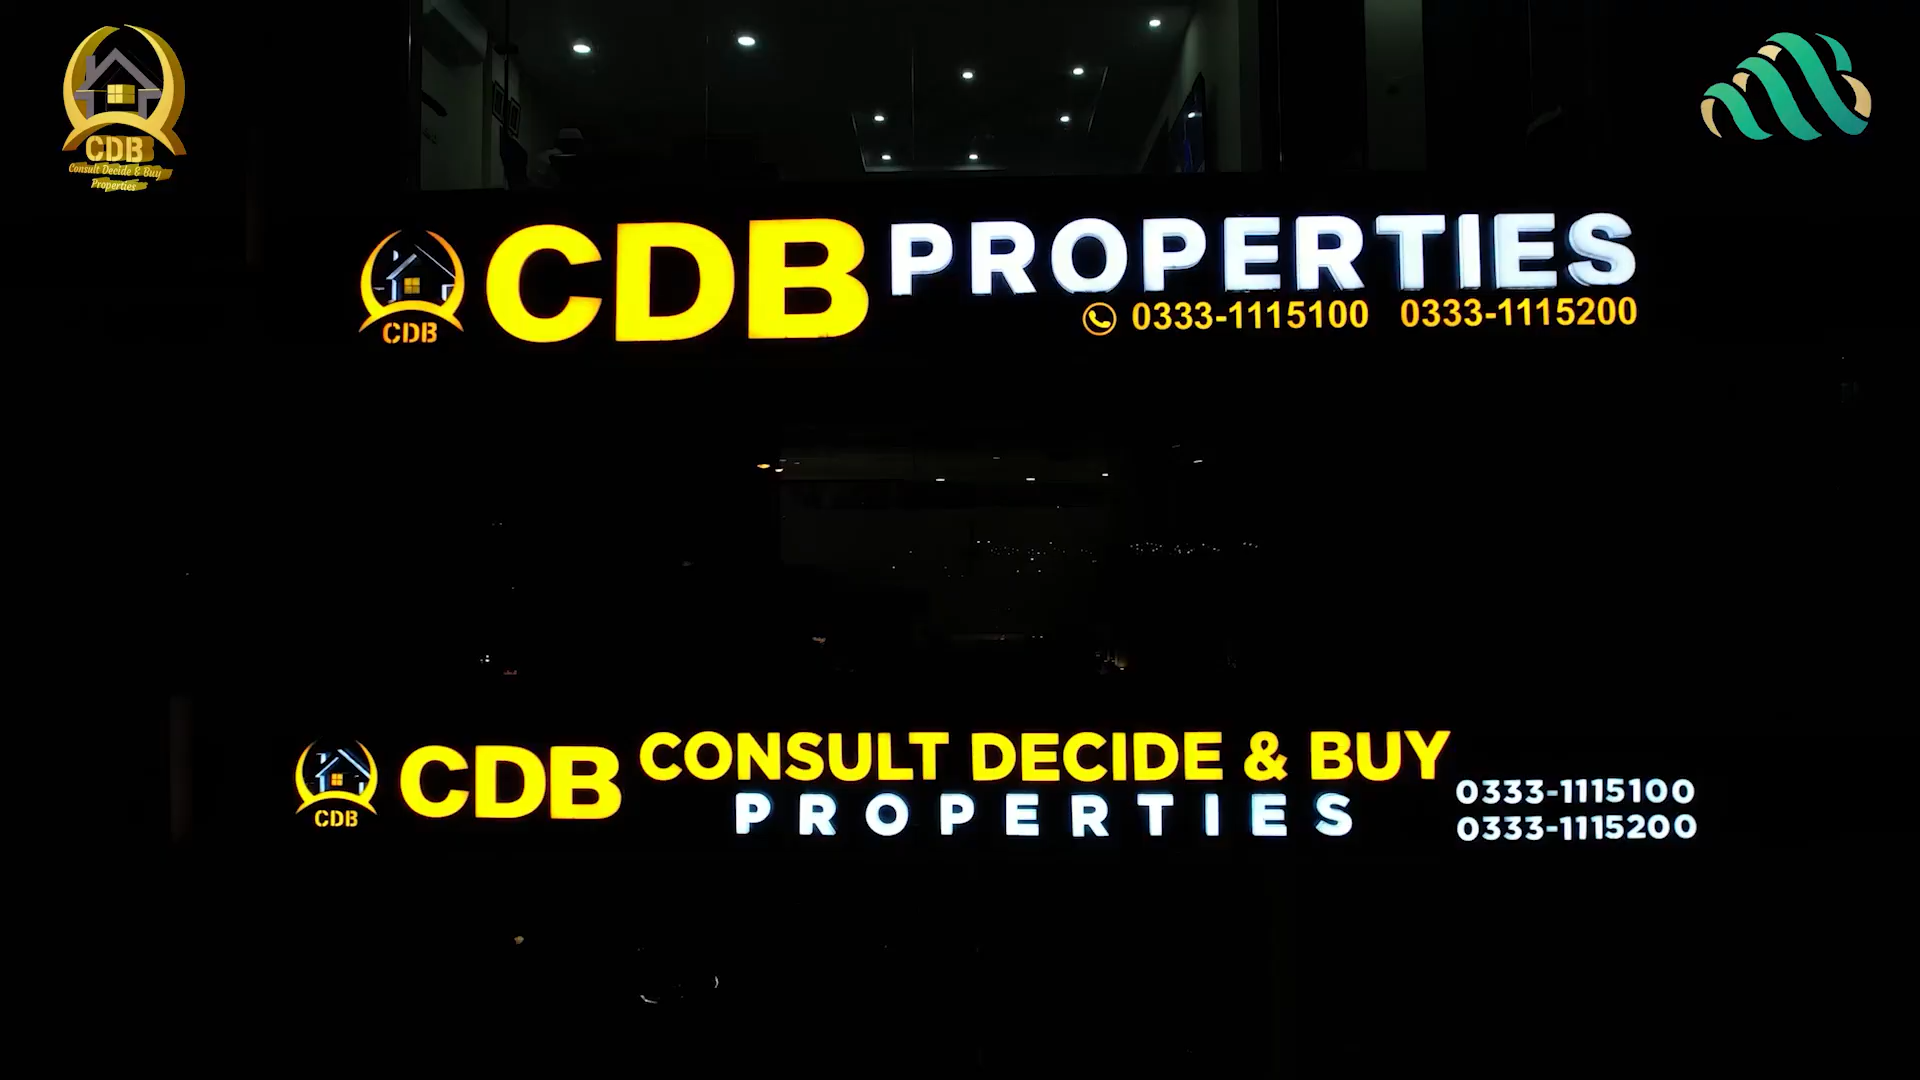 CDB
Consult Decide & Buy
Properties
CDB
CDB PROPERTIES
0333-1115100 0333-1115200
CDB
CDB
CONSULT DECIDE & BUY
PROPERTIES
0333-1115100
0333-1115200